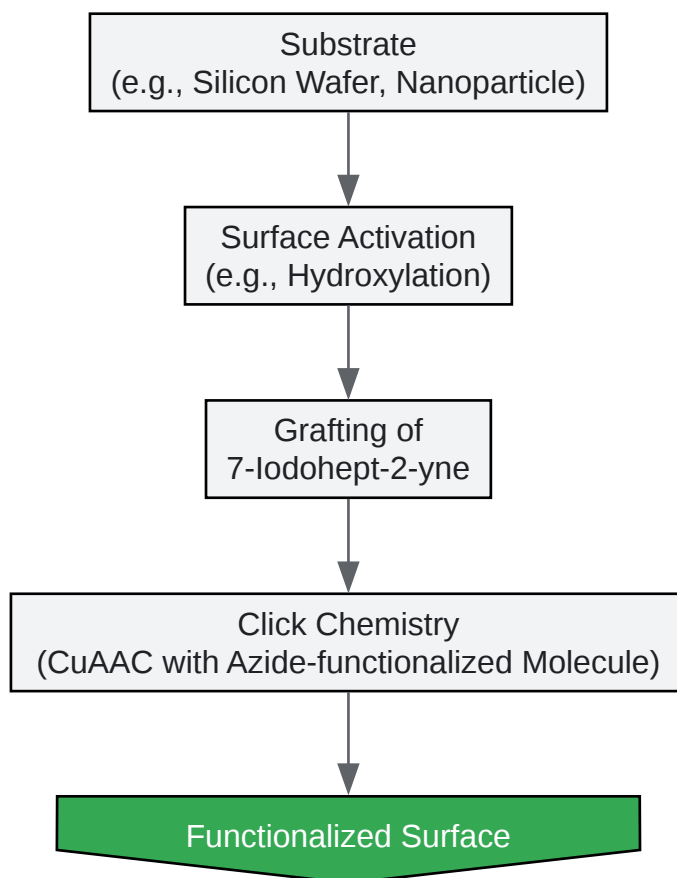 Substrate
(e.g., Silicon Wafer, Nanoparticle)
Surface Activation
(e.g., Hydroxylation)
Grafting of
7-Iodohept-2-yne
Click Chemistry
(CuAAC with Azide-functionalized Molecule)
Functionalized Surface